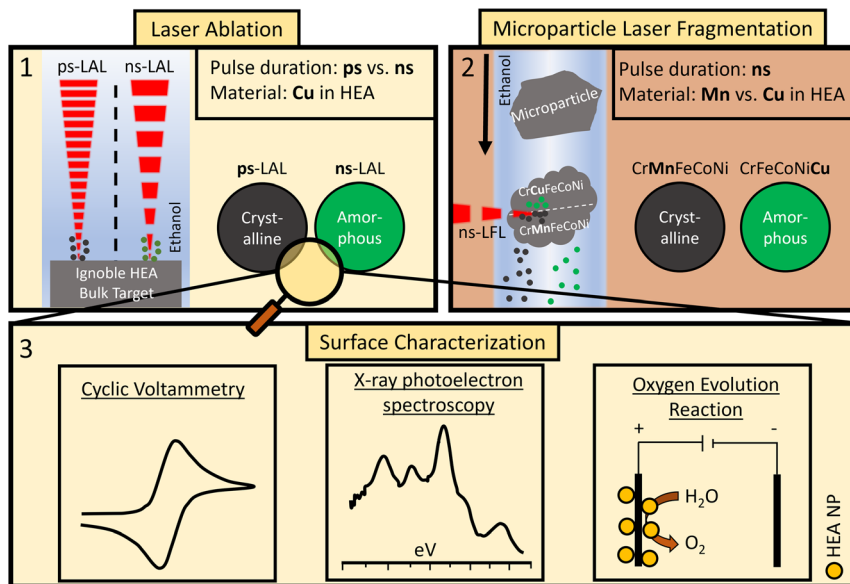 Laser Ablation
1
ps-LAL
ns-LAL
Pulse duration: ps vs. ns
Material: Cu in HEA
Ethanol
Ignoble HEA
Bulk Target
ps-LAL
ns-LAL
Cryst-
alline
Amor-
phous
Microparticle Laser Fragmentation
2
Ethanol
Pulse duration: ns
Material: Mn vs. Cu in HEA
Microparticle
CrCuFeCoNi
CrMnFeCoNi
ns-LFL
CrMnFeCoNi
CrFeCoNiCu
Cryst-
alline
Amor-
phous
3
Surface Characterization
Cyclic Voltammetry
X-ray photoelectron
spectroscopy
eV
Oxygen Evolution
Reaction
+
-
H₂O
O₂
HEA NP